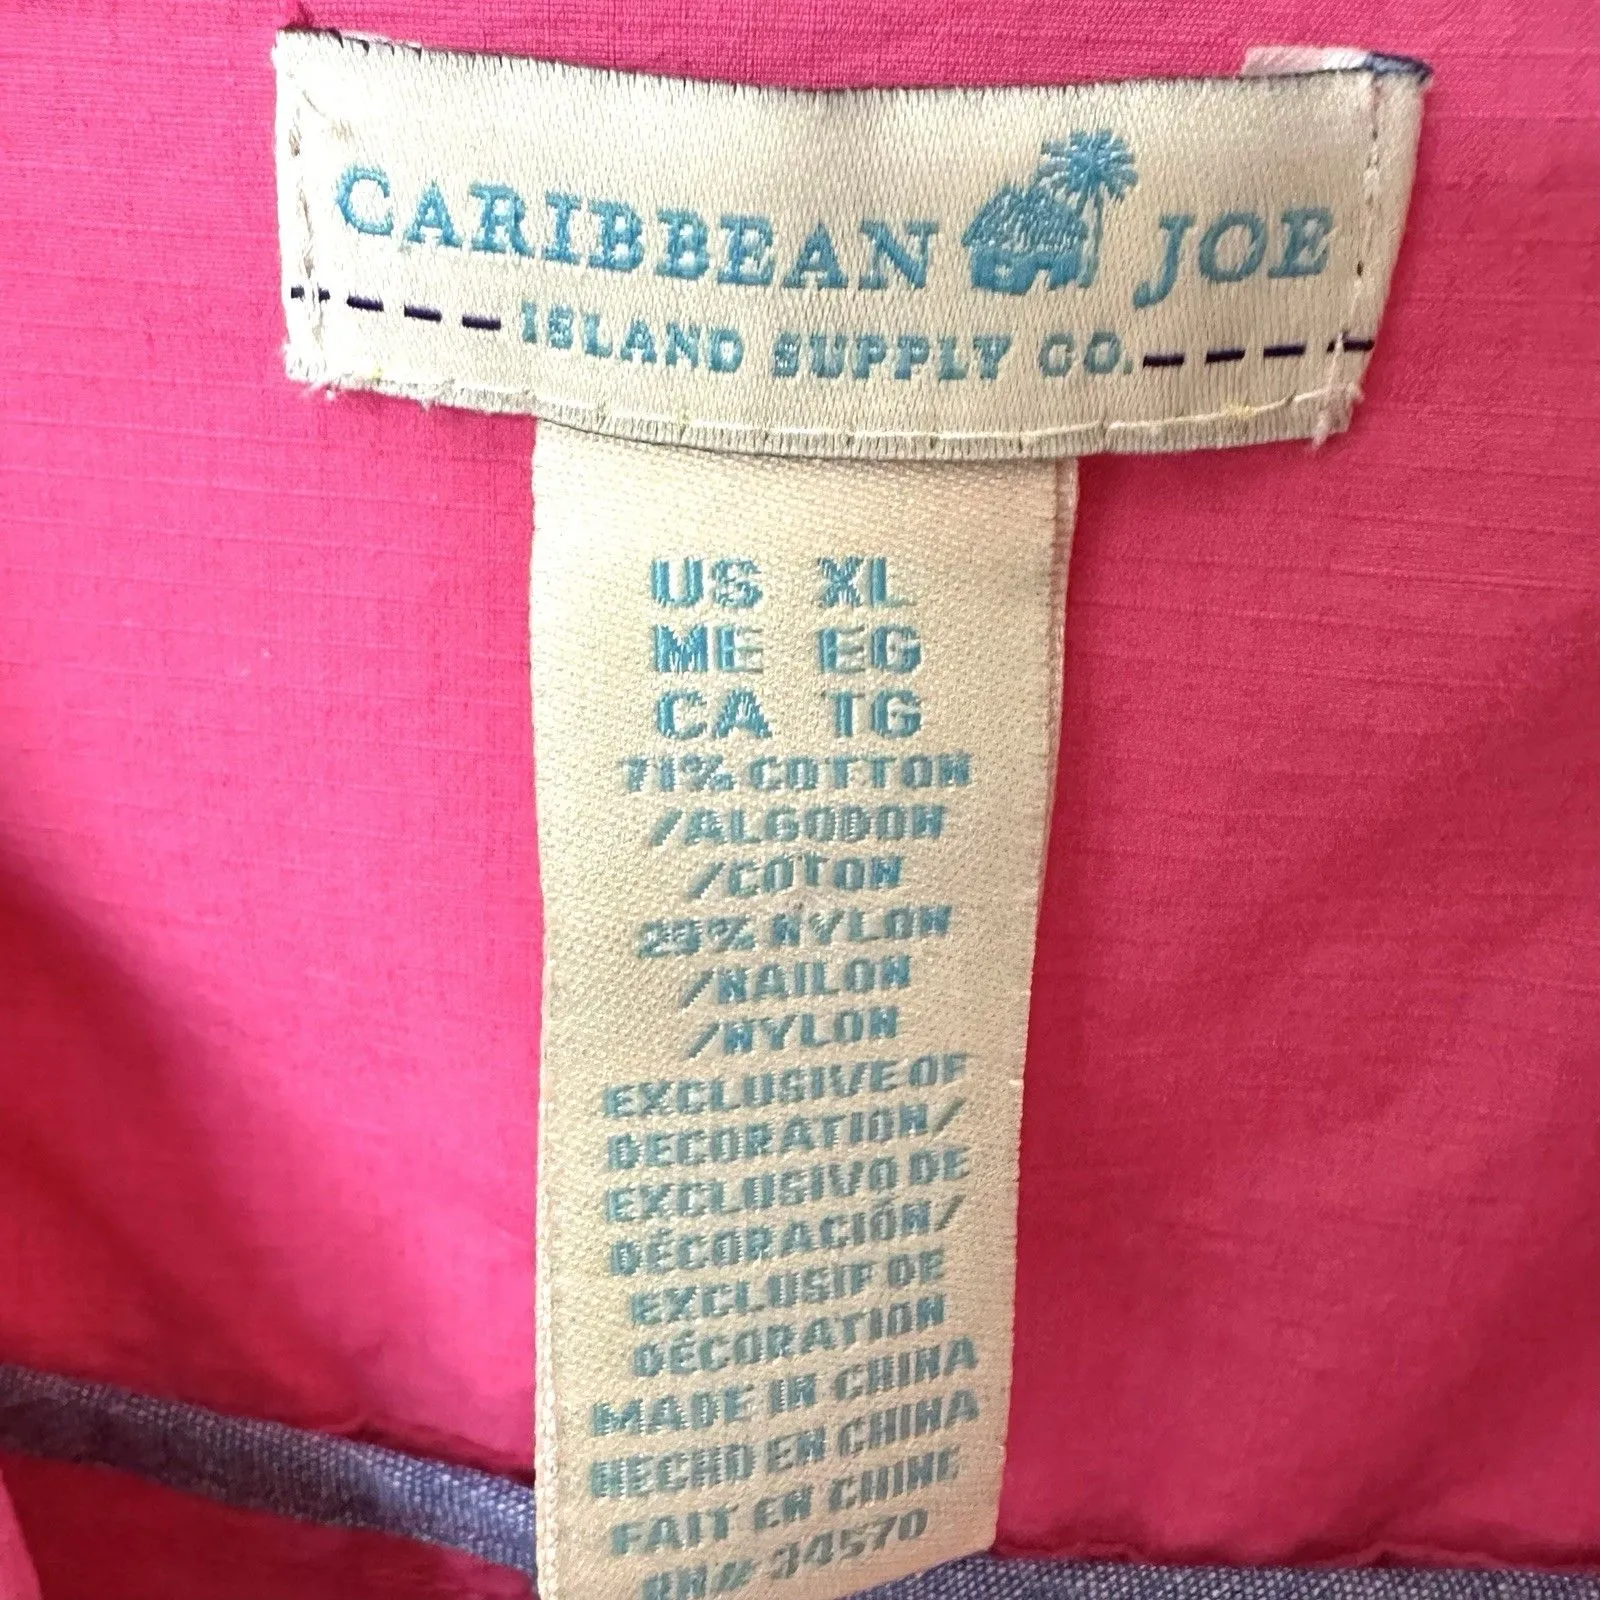 CARIBBEAN JOE
ISLAND SUPPLY CO.
US XL
ME EG
CA TG
71% COTTON
/ALGODON
/COTON
29% NYLON
/NAILON
/NYLON
EXCLUSIVE OF
DECORATION/
EXCLUSIVO DE
DÉCORACIÓN/
EXCLUSIF DE
DÉCORATION
MADE IN CHINA
HECHO EN CHINA
FAIT EN CHINE
RN# 34570